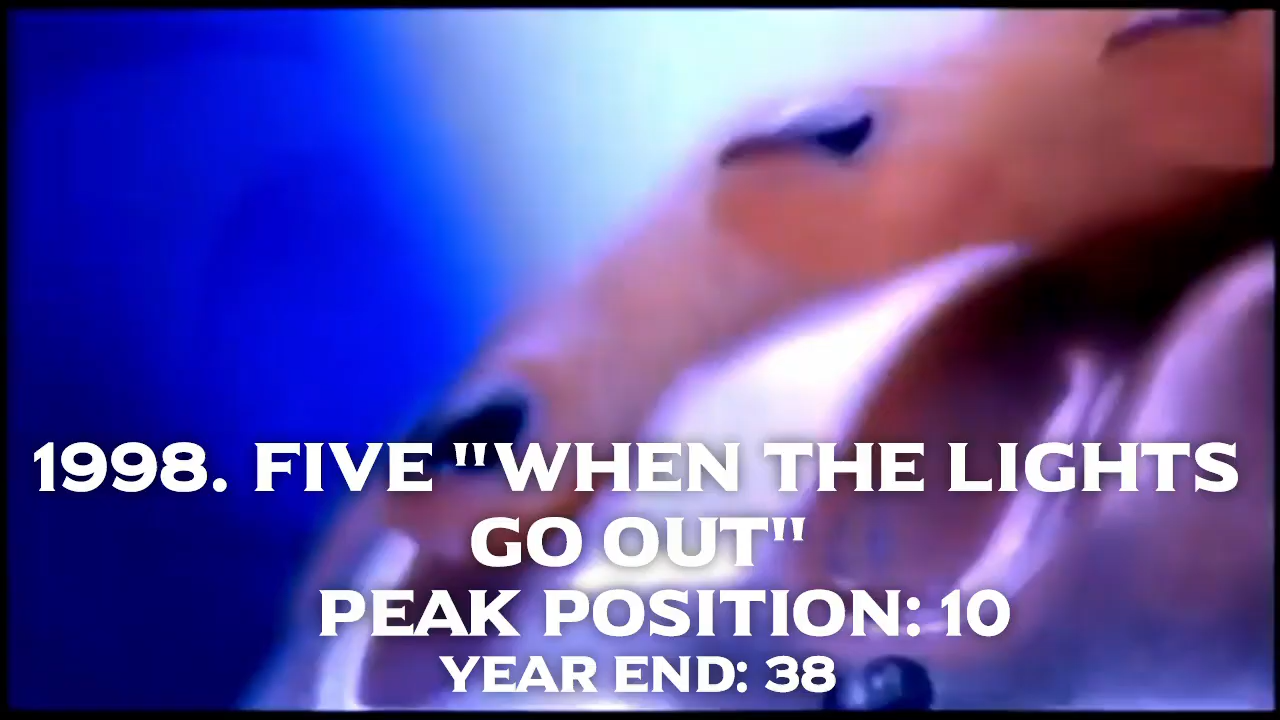 1998. FIVE "WHEN THE LIGHTS
GO OUT"
PEAK POSITION: 10
YEAR END: 38